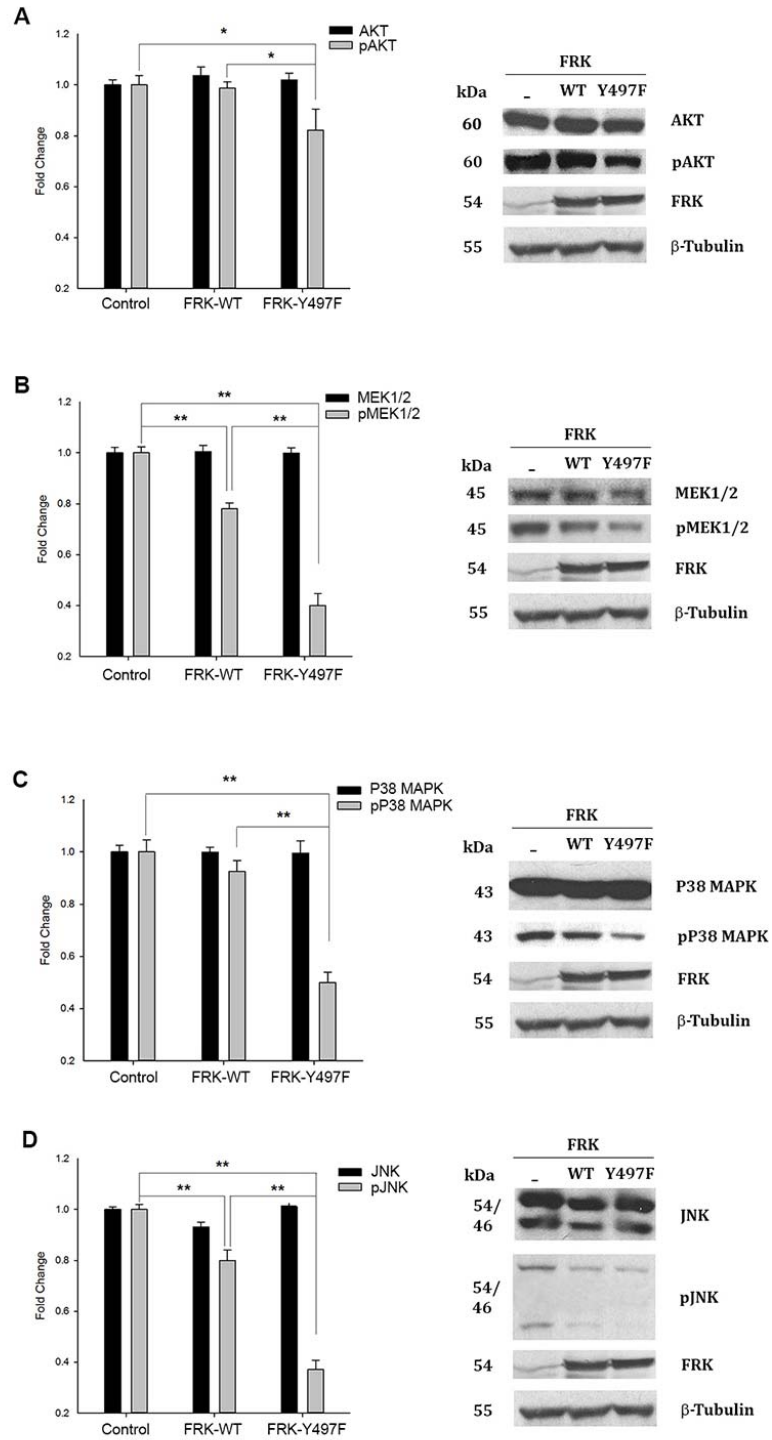 A
AKT
pAKT
*
*
1.2
1.0
0.8
0.6
0.4
0.2
Fold Change
Control FRK-WT FRK-Y497F
FRK
kDa – WT Y497F
60 AKT
60 pAKT
54 FRK
55 β-Tubulin
B
MEK1/2
pMEK1/2
**
** **
1.2
1.0
0.8
0.6
0.4
0.2
Fold Change
Control FRK-WT FRK-Y497F
FRK
kDa – WT Y497F
45 MEK1/2
45 pMEK1/2
54 FRK
55 β-Tubulin
C
P38 MAPK
pP38 MAPK
**
**
1.2
1.0
0.8
0.6
0.4
0.2
Fold Change
Control FRK-WT FRK-Y497F
FRK
kDa – WT Y497F
43 P38 MAPK
43 pP38 MAPK
54 FRK
55 β-Tubulin
D
JNK
pJNK
**
** **
1.2
1.0
0.8
0.6
0.4
0.2
Fold Change
Control FRK-WT FRK-Y497F
FRK
kDa – WT Y497F
54/
46 JNK
54/
46 pJNK
54 FRK
55 β-Tubulin